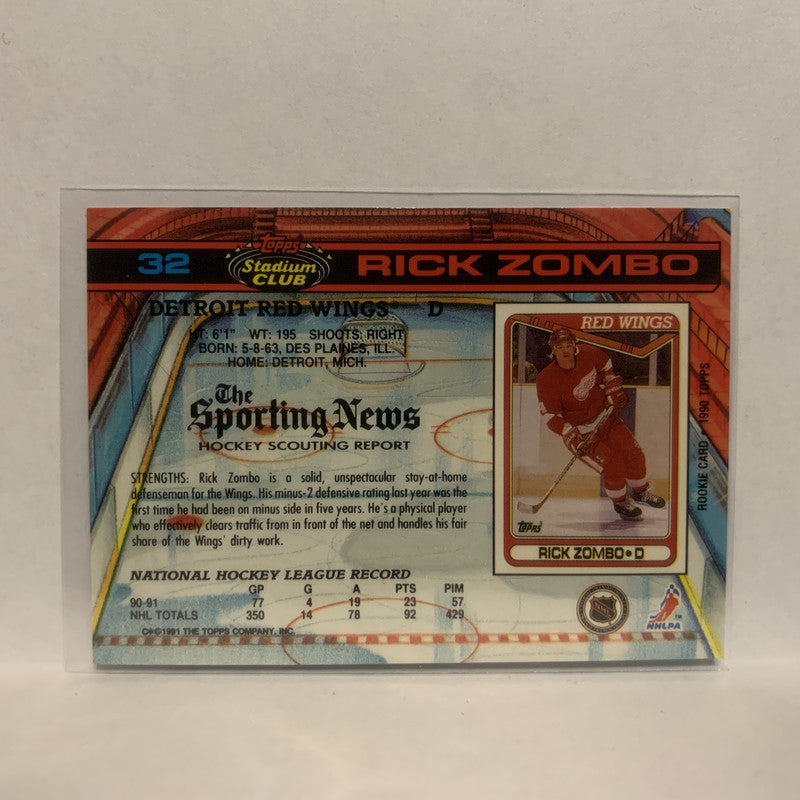 32
Topps
Stadium
CLUB
RICK ZOMBO
DETROIT RED WINGS® D
HT: 6'1" WT: 195 SHOOTS: RIGHT
BORN: 5-8-63, DES PLAINES, ILL.
HOME: DETROIT, MICH.
The
Sporting News
HOCKEY SCOUTING REPORT
STRENGTHS: Rick Zombo is a solid, unspectacular stay-at-home
defenseman for the Wings. His minus-2 defensive rating last year was the
first time he had been on minus side in five years. He's a physical player
who effectively clears traffic from in front of the net and handles his fair
share of the Wings' dirty work.
NATIONAL HOCKEY LEAGUE RECORD
GP G A PTS PIM
90-91 77 4 19 23 57
NHL TOTALS 350 14 78 92 429
©®1991 THE TOPPS COMPANY, INC.
RED WINGS
Topps
RICK ZOMBO • D
ROOKIE CARD • 1990 TOPPS
NHL
NHLPA™